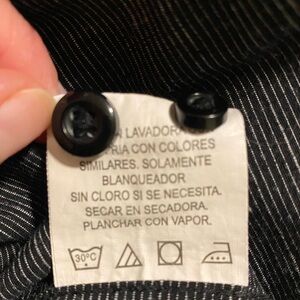 LAVADORA
CON COLORES
SIMILARES. SOLAMENTE
BLANQUEADOR
SIN CLORO SI SE NECESITA.
SECAR EN SECADORA.
PLANCHAR CON VAPOR.
30°C